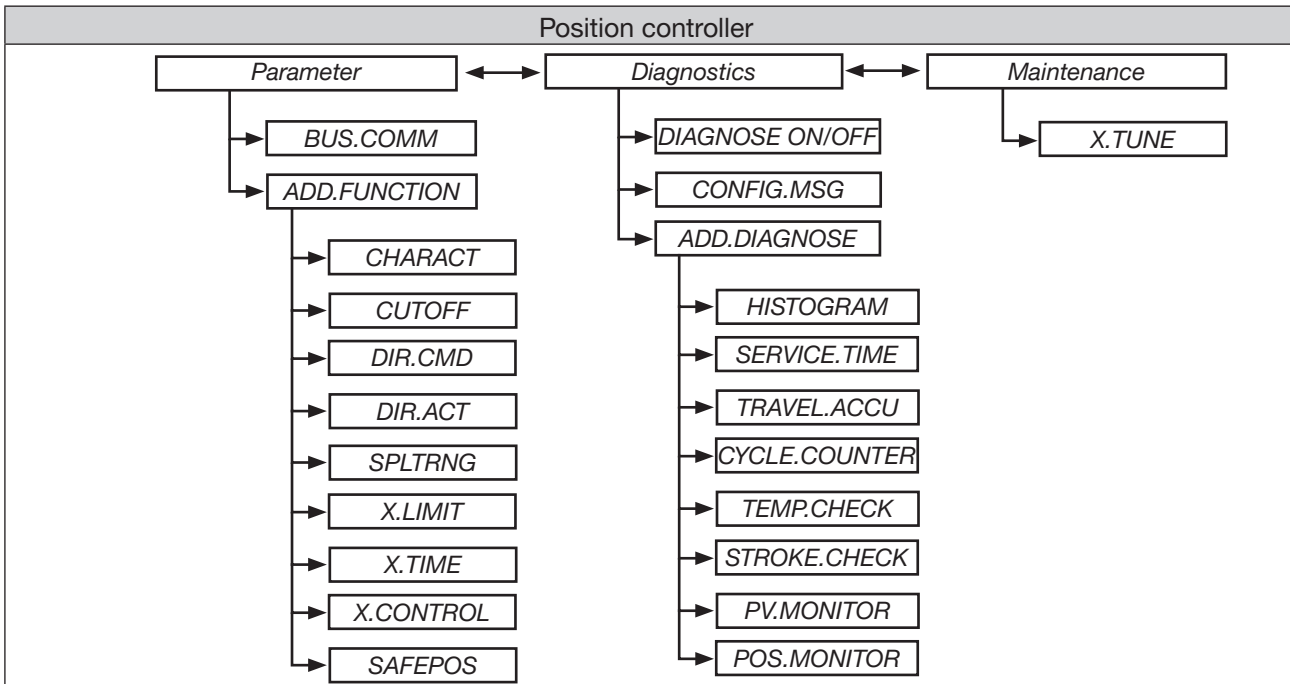 Position controller
Parameter
Diagnostics
Maintenance
BUS.COMM
ADD.FUNCTION
CHARACT
CUTOFF
DIR.CMD
DIR.ACT
SPLTRNG
X.LIMIT
X.TIME
X.CONTROL
SAFEPOS
DIAGNOSE ON/OFF
CONFIG.MSG
ADD.DIAGNOSE
HISTOGRAM
SERVICE.TIME
TRAVEL.ACCU
CYCLE.COUNTER
TEMP.CHECK
STROKE.CHECK
PV.MONITOR
POS.MONITOR
X.TUNE